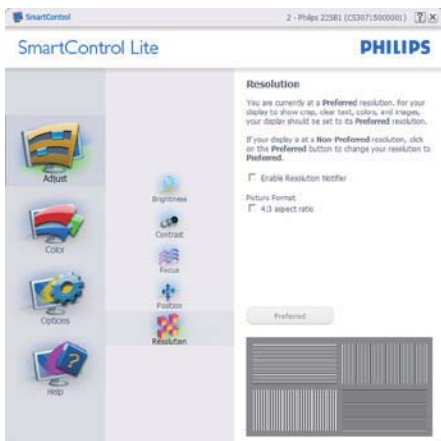 SmartControl
2 - Philips 225B1 (CS30715000001)
SmartControl Lite
PHILIPS
Adjust
Color
Options
Help
Brightness
Contrast
Focus
Position
Resolution
Resolution
You are currently at a Preferred resolution. For your
display to show crisp, clear text, colors, and images,
your display should be set to its Preferred resolution.
If your display is at a Non-Preferred resolution, click
on the Preferred button to change your resolution to
Preferred.
Enable Resolution Notifier
Picture Format
4:3 aspect ratio
Preferred